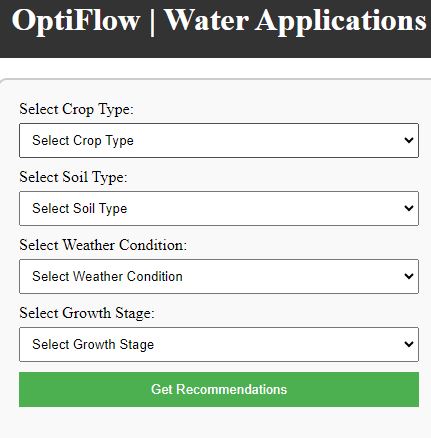 OptiFlow | Water Applications
Select Crop Type:
Select Crop Type
Select Soil Type:
Select Soil Type
Select Weather Condition:
Select Weather Condition
Select Growth Stage:
Select Growth Stage
Get Recommendations